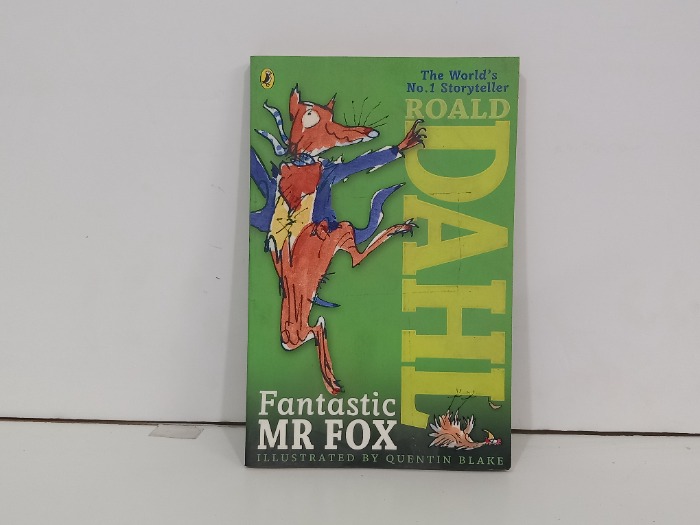 The World's
No.1 Storyteller
ROALD
DAHL
Fantastic
MR FOX
ILLUSTRATED BY QUENTIN BLAKE